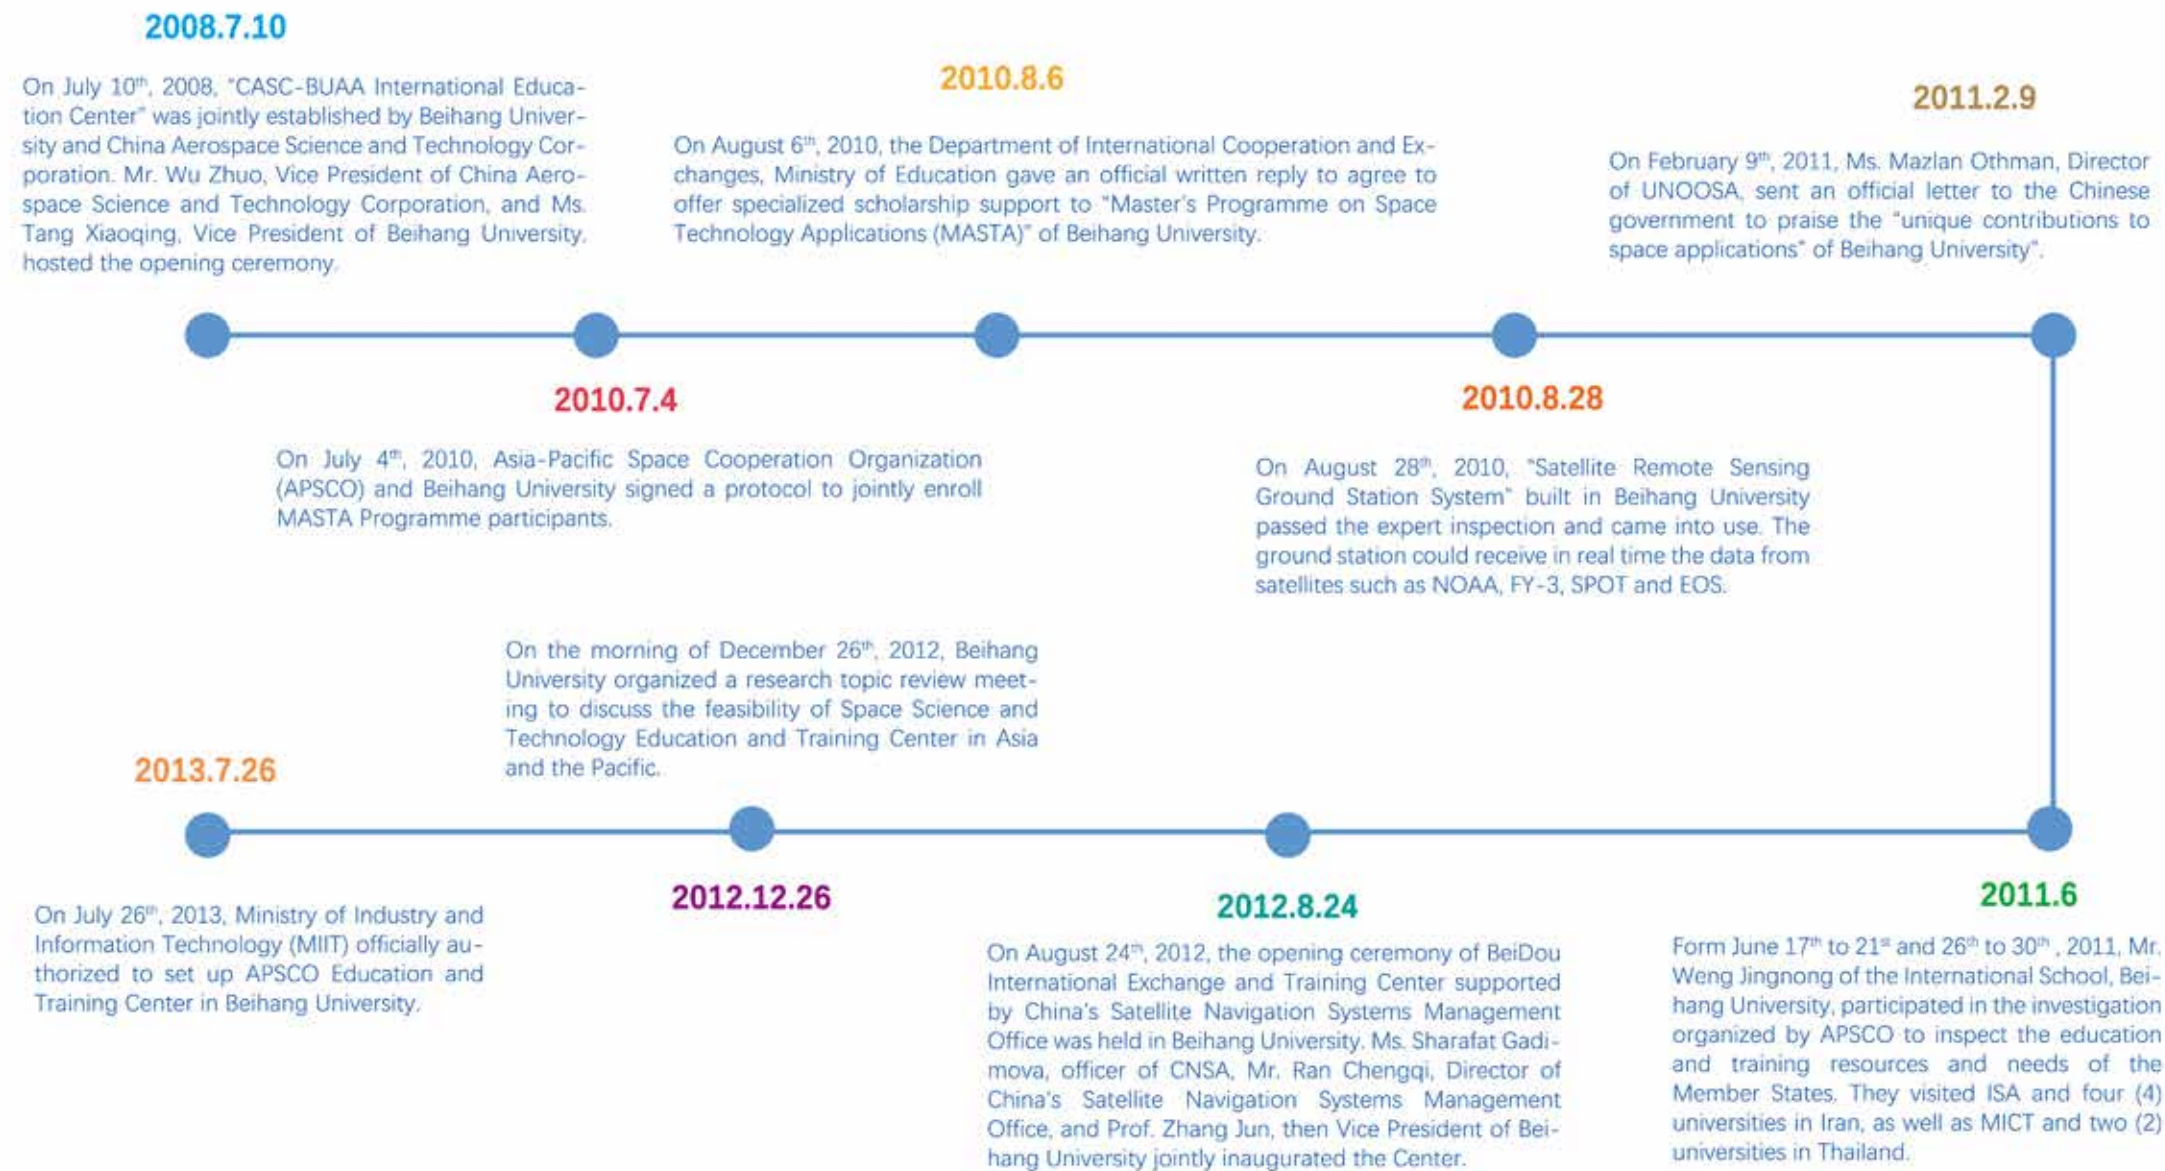 2008.7.10
On July 10th, 2008, "CASC-BUAA International Educa-
tion Center" was jointly established by Beihang Univer-
sity and China Aerospace Science and Technology Cor-
poration. Mr. Wu Zhuo, Vice President of China Aero-
space Science and Technology Corporation, and Ms.
Tang Xiaoqing, Vice President of Beihang University,
hosted the opening ceremony.
2010.7.4
On July 4th, 2010, Asia-Pacific Space Cooperation Organization
(APSCO) and Beihang University signed a protocol to jointly enroll
MASTA Programme participants.
2010.8.6
On August 6th, 2010, the Department of International Cooperation and Ex-
changes, Ministry of Education gave an official written reply to agree to
offer specialized scholarship support to "Master's Programme on Space
Technology Applications (MASTA)" of Beihang University.
2010.8.28
On August 28th, 2010, "Satellite Remote Sensing
Ground Station System" built in Beihang University
passed the expert inspection and came into use. The
ground station could receive in real time the data from
satellites such as NOAA, FY-3, SPOT and EOS.
2011.2.9
On February 9th, 2011, Ms. Mazlan Othman, Director
of UNOOSA, sent an official letter to the Chinese
government to praise the "unique contributions to
space applications" of Beihang University".
2011.6
Form June 17th to 21st and 26th to 30th , 2011, Mr.
Weng Jingnong of the International School, Bei-
hang University, participated in the investigation
organized by APSCO to inspect the education
and training resources and needs of the
Member States. They visited ISA and four (4)
universities in Iran, as well as MICT and two (2)
universities in Thailand.
2012.8.24
On August 24th, 2012, the opening ceremony of BeiDou
International Exchange and Training Center supported
by China's Satellite Navigation Systems Management
Office was held in Beihang University. Ms. Sharafat Gadi-
mova, officer of CNSA, Mr. Ran Chengqi, Director of
China's Satellite Navigation Systems Management
Office, and Prof. Zhang Jun, then Vice President of Bei-
hang University jointly inaugurated the Center.
2012.12.26
On the morning of December 26th, 2012, Beihang
University organized a research topic review meet-
ing to discuss the feasibility of Space Science and
Technology Education and Training Center in Asia
and the Pacific.
2013.7.26
On July 26th, 2013, Ministry of Industry and
Information Technology (MIIT) officially au-
thorized to set up APSCO Education and
Training Center in Beihang University.